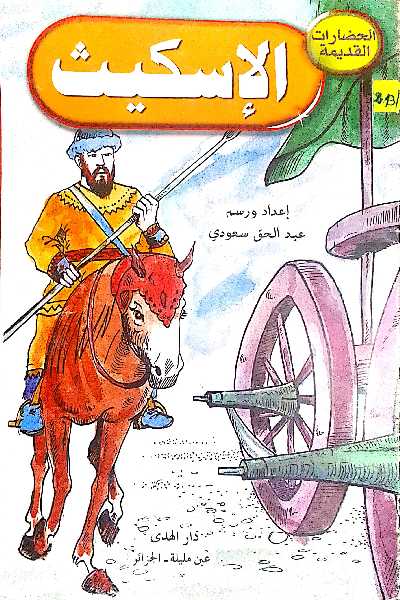 الحضارات
القديمة
الإسكيث
إعداد ورسم
عبد الحق سعودي
دار الهدى
عين مليلة - الجزائر